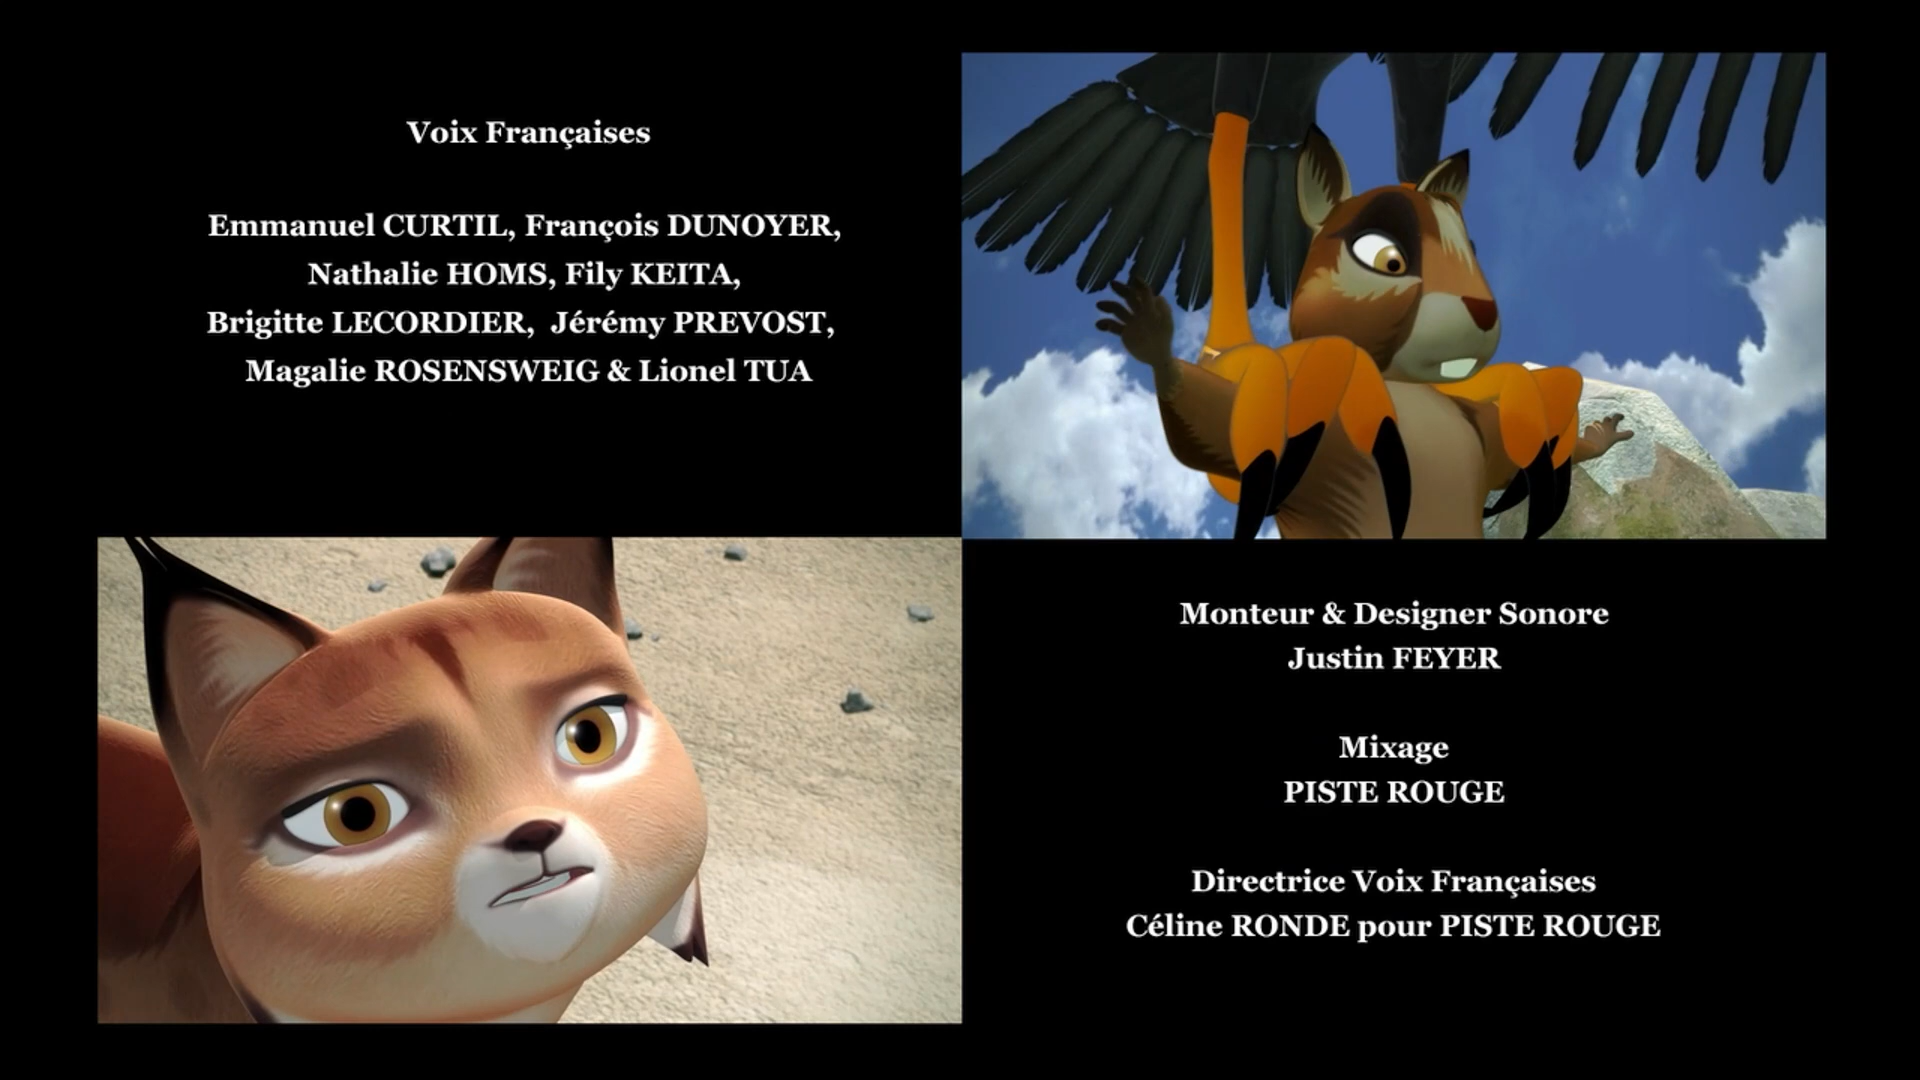 Voix Françaises
Emmanuel CURTIL, François DUNOYER,
Nathalie HOMS, Fily KEITA,
Brigitte LECORDIER, Jérémy PREVOST,
Magalie ROSENSWEIG & Lionel TUA
Monteur & Designer Sonore
Justin FEYER
Mixage
PISTE ROUGE
Directrice Voix Françaises
Céline RONDE pour PISTE ROUGE